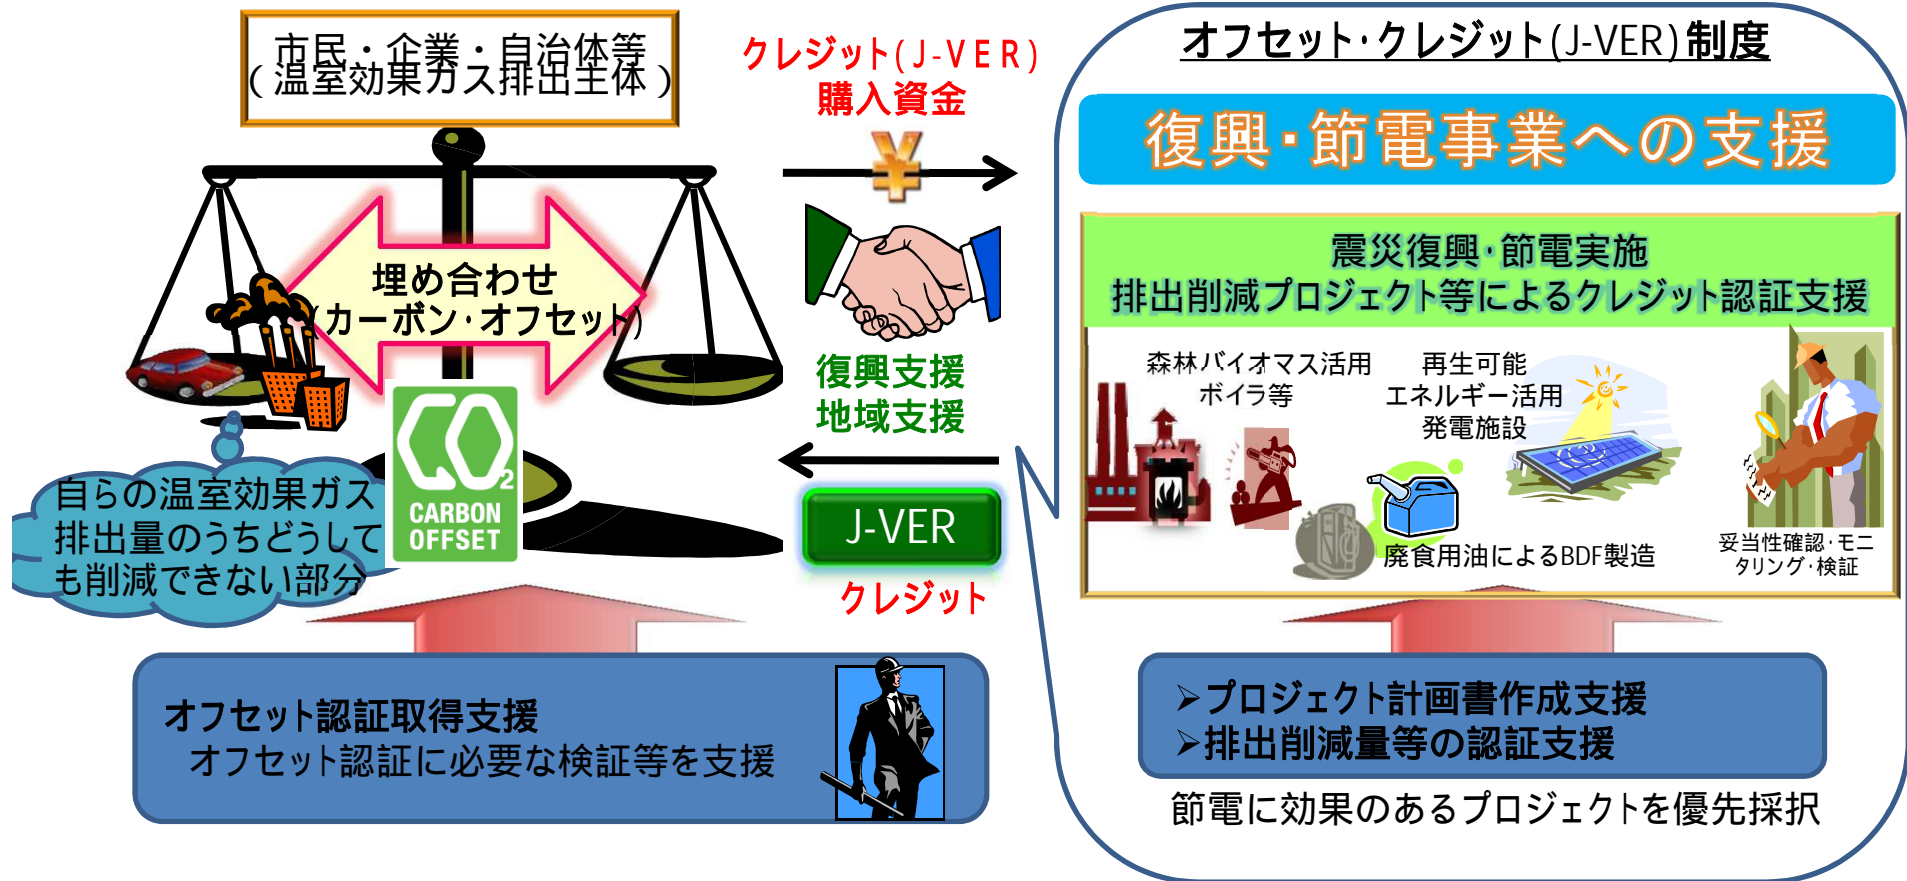 市民・企業・自治体等
(温室効果ガス排出主体)
埋め合わせ
(カーボン・オフセット)
CO2
CARBON
OFFSET
自らの温室効果ガス
排出量のうちどうして
も削減できない部分
オフセット認証取得支援
オフセット認証に必要な検証等を支援
クレジット(J-VER)
購入資金
¥
復興支援
地域支援
J-VER
クレジット
オフセット・クレジット(J-VER)制度
復興・節電事業への支援
震災復興・節電実施
排出削減プロジェクト等によるクレジット認証支援
森林バイオマス活用
ボイラ等
再生可能
エネルギー活用
発電施設
廃食用油によるBDF製造
妥当性確認・モニ
タリング・検証
➢プロジェクト計画書作成支援
➢排出削減量等の認証支援
節電に効果のあるプロジェクトを優先採択